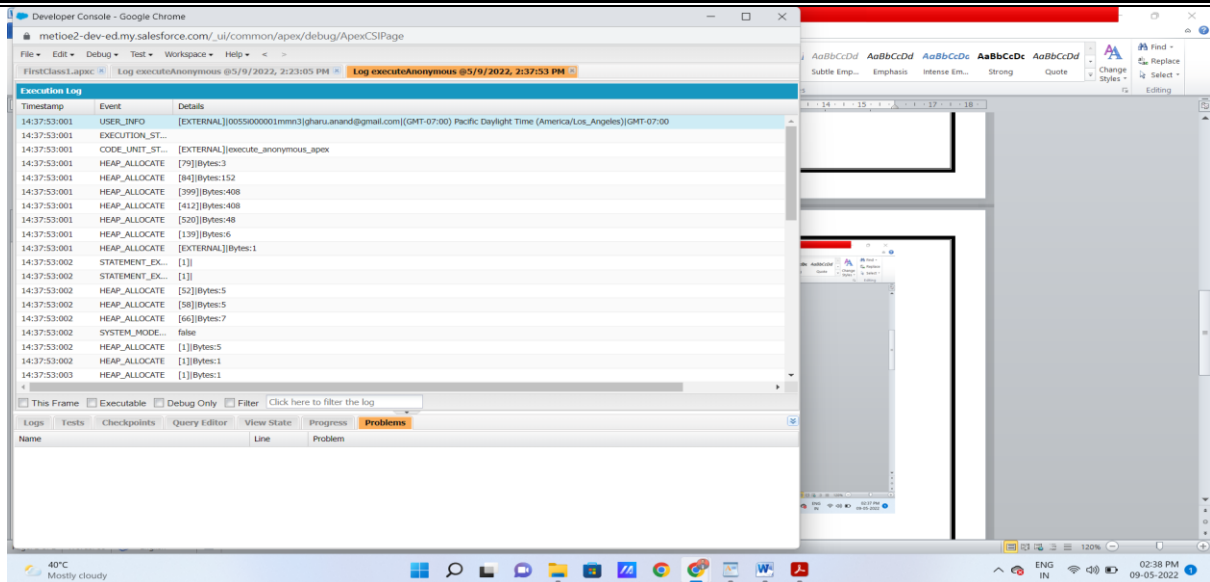 Developer Console - Google Chrome
metioe2-dev-ed.my.salesforce.com/_ui/common/apex/debug/ApexCSIPage
File Edit Debug Test Workspace Help < >
FirstClass1.apxc Log executeAnonymous @5/9/2022, 2:23:05 PM Log executeAnonymous @5/9/2022, 2:37:53 PM
Execution Log
Timestamp Event Details
14:37:53:001 USER_INFO [EXTERNAL]|0055i000001mmn3|gharu.anand@gmail.com|(GMT-07:00) Pacific Daylight Time (America/Los_Angeles)|GMT-07:00
14:37:53:001 EXECUTION_ST...
14:37:53:001 CODE_UNIT_ST... [EXTERNAL]|execute_anonymous_apex
14:37:53:001 HEAP_ALLOCATE [79]|Bytes:3
14:37:53:001 HEAP_ALLOCATE [84]|Bytes:152
14:37:53:001 HEAP_ALLOCATE [399]|Bytes:408
14:37:53:001 HEAP_ALLOCATE [412]|Bytes:408
14:37:53:001 HEAP_ALLOCATE [520]|Bytes:48
14:37:53:001 HEAP_ALLOCATE [139]|Bytes:6
14:37:53:001 HEAP_ALLOCATE [EXTERNAL]|Bytes:1
14:37:53:002 STATEMENT_EX... [1]|
14:37:53:002 STATEMENT_EX... [1]|
14:37:53:002 HEAP_ALLOCATE [52]|Bytes:5
14:37:53:002 HEAP_ALLOCATE [58]|Bytes:5
14:37:53:002 HEAP_ALLOCATE [66]|Bytes:7
14:37:53:002 SYSTEM_MODE... false
14:37:53:002 HEAP_ALLOCATE [1]|Bytes:5
14:37:53:002 HEAP_ALLOCATE [1]|Bytes:1
14:37:53:003 HEAP_ALLOCATE [1]|Bytes:1
This Frame Executable Debug Only Filter Click here to filter the log
Logs Tests Checkpoints Query Editor View State Progress Problems
Name Line Problem
AaBbCcDd AaBbCcDd AaBbCcDc AaBbCcDc AaBbCcDd
Subtle Emp... Emphasis Intense Em... Strong Quote
Change Styles
Find
Replace
Select
Editing
14 15 17 18
120%
40°C
Mostly cloudy
ENG
IN
02:38 PM
09-05-2022
1